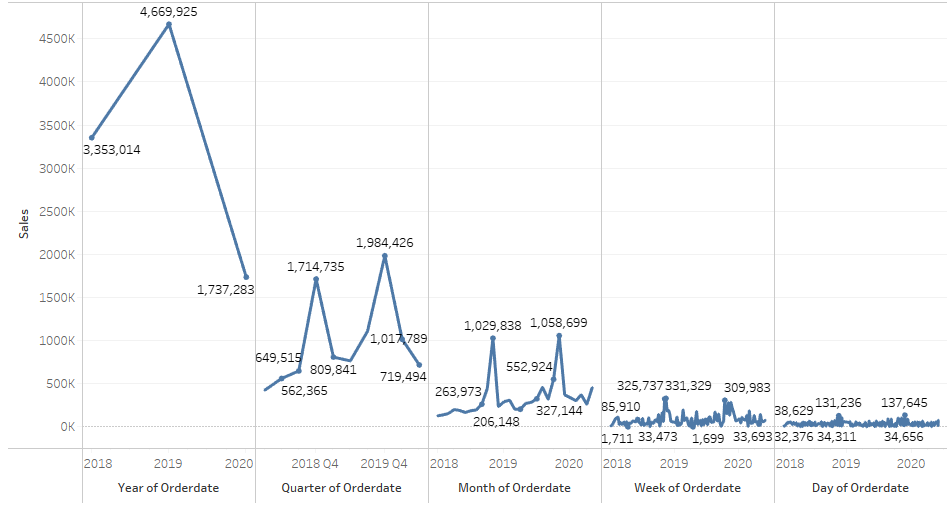 4,669,925
4500K
4000K
3500K
3,353,014
3000K
2500K
Sales
2000K
1,984,426
1,714,735
1,737,283
1500K
1,029,838
1,058,699
1,017,789
1000K
649,515
809,841
552,924
719,494
562,365
500K
263,973
325,737
331,329
309,983
327,144
206,148
85,910
38,629
131,236
137,645
0K
1,711
33,473
1,699
33,693
32,376
34,311
34,656
2018 2019 2020
2018 Q4 2019 Q4
2018 2019 2020
2018 2019 2020
2018 2019 2020
Year of Orderdate
Quarter of Orderdate
Month of Orderdate
Week of Orderdate
Day of Orderdate